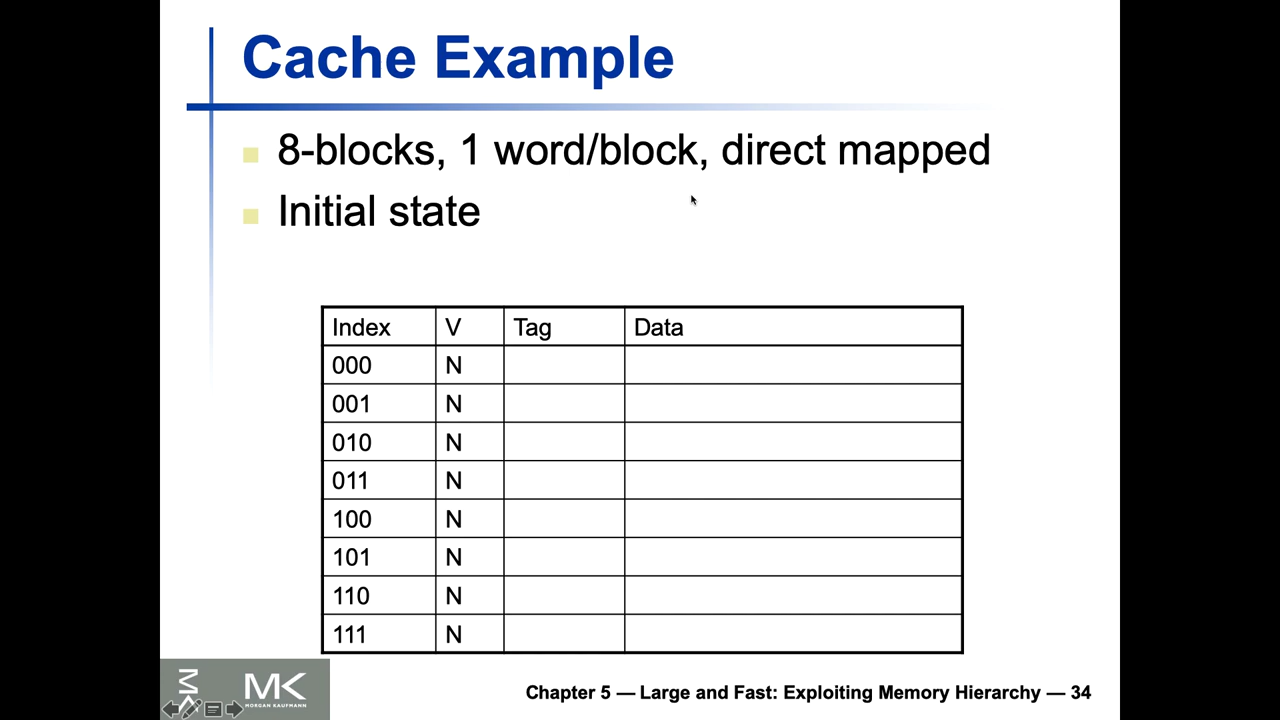 Cache Example
8-blocks, 1 word/block, direct mapped
Initial state
Index V Tag Data
000 N
001 N
010 N
011 N
100 N
101 N
110 N
111 N
MK
MK
MORGAN KAUFMANN
Chapter 5 — Large and Fast: Exploiting Memory Hierarchy — 34